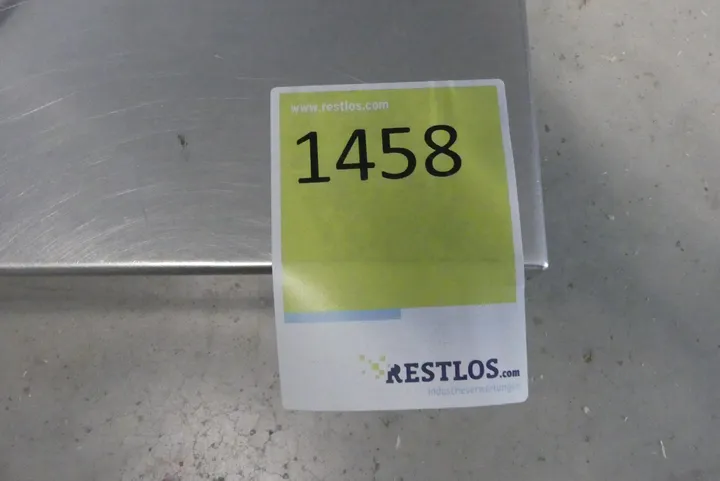 www.restlos.com
1458
RESTLOS.com
Industrieverwertungen